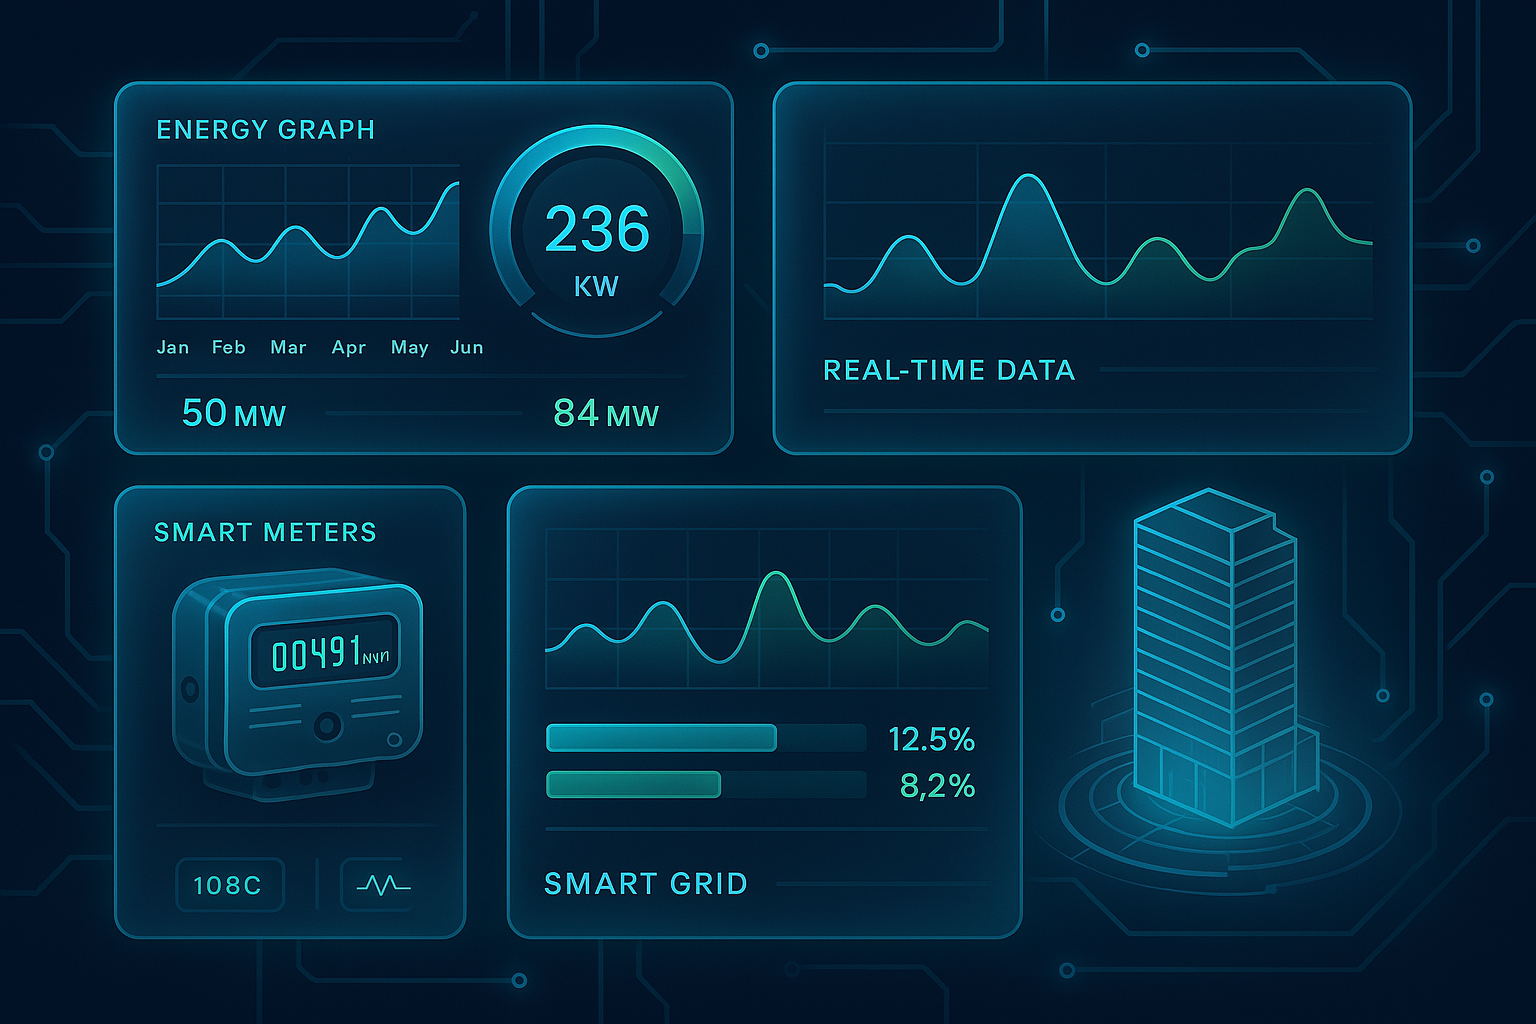 ENERGY GRAPH
236
KW
Jan Feb Mar Apr May Jun
50 MW 84 MW
REAL-TIME DATA
SMART METERS
00491
108C
12.5%
8,2%
SMART GRID